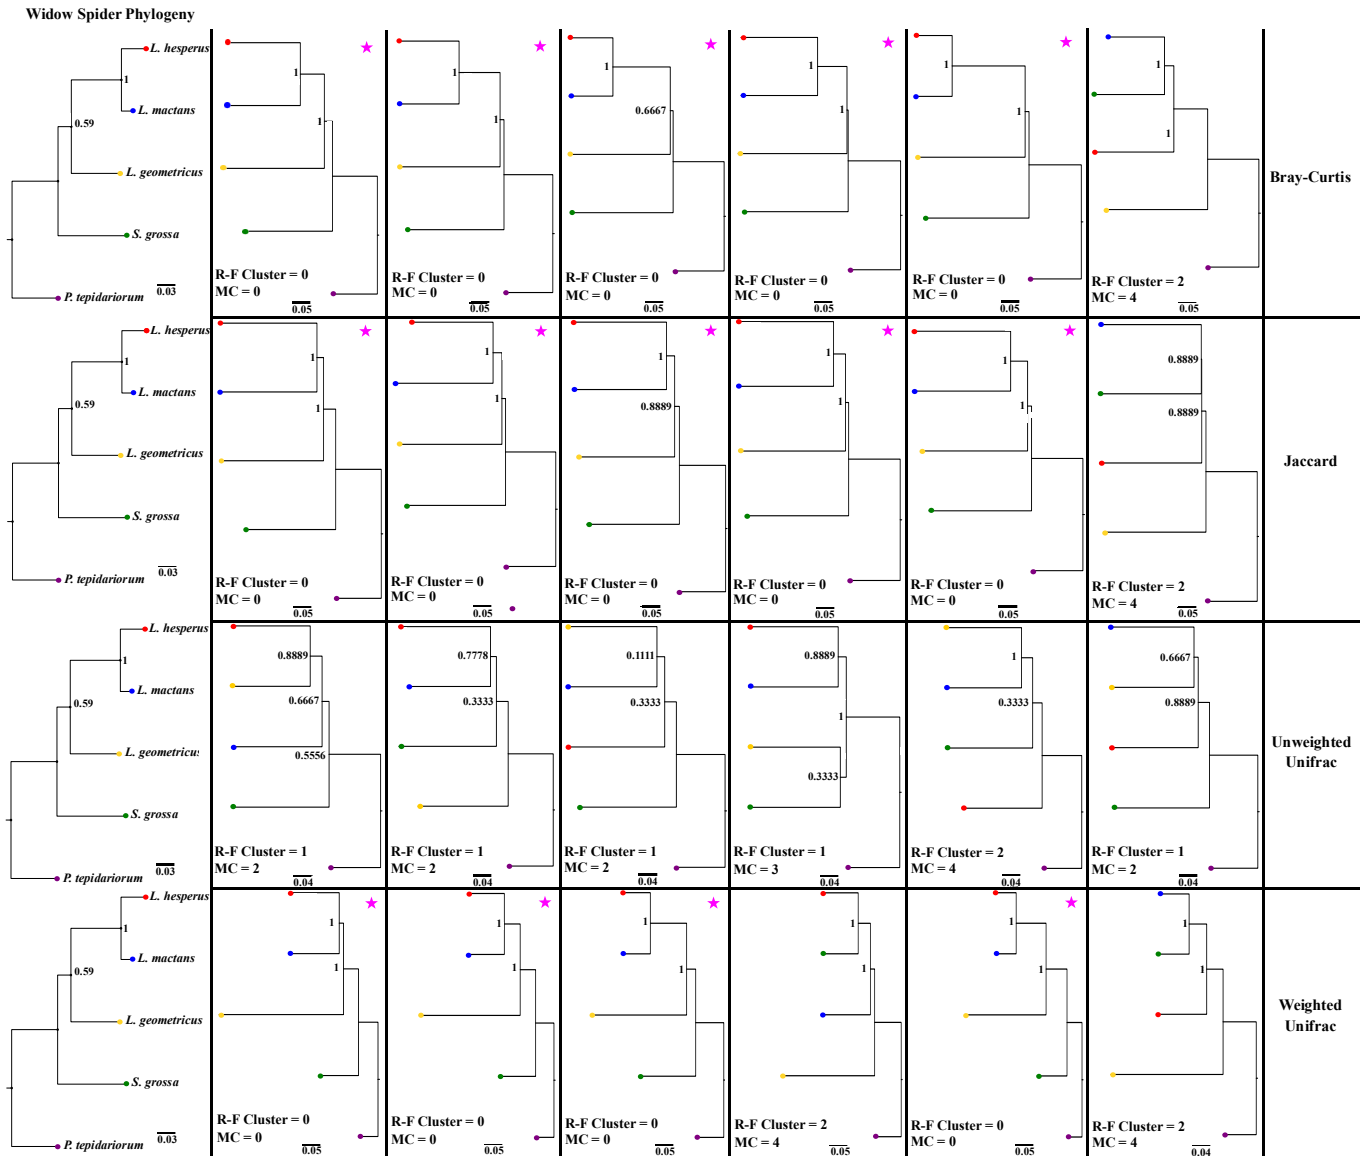 Widow Spider Phylogeny
L. hesperus
1
L. mactans
0.59
L. geometricus
S. grossa
P. tepidariorum
0.03
1
1
R-F Cluster = 0
MC = 0
0.05
1
1
R-F Cluster = 0
MC = 0
0.05
1
0.6667
R-F Cluster = 0
MC = 0
0.05
1
1
R-F Cluster = 0
MC = 0
0.05
1
1
R-F Cluster = 0
MC = 0
0.05
1
1
R-F Cluster = 2
MC = 4
0.05
Bray-Curtis
L. hesperus
1
L. mactans
0.59
L. geometricus
S. grossa
P. tepidariorum
0.03
1
1
R-F Cluster = 0
MC = 0
0.05
1
1
R-F Cluster = 0
MC = 0
0.05
1
0.8889
R-F Cluster = 0
MC = 0
0.05
1
1
R-F Cluster = 0
MC = 0
0.05
1
1
R-F Cluster = 0
MC = 0
0.05
0.8889
0.8889
R-F Cluster = 2
MC = 4
0.05
Jaccard
L. hesperus
1
L. mactans
0.59
L. geometricus
S. grossa
P. tepidariorum
0.03
0.8889
0.6667
0.5556
R-F Cluster = 1
MC = 2
0.04
0.7778
0.3333
R-F Cluster = 1
MC = 2
0.04
0.1111
0.3333
R-F Cluster = 1
MC = 2
0.04
0.8889
1
0.3333
R-F Cluster = 1
MC = 3
0.04
1
0.3333
R-F Cluster = 2
MC = 4
0.04
0.6667
0.8889
R-F Cluster = 1
MC = 2
0.04
Unweighted
Unifrac
L. hesperus
1
L. mactans
0.59
L. geometricus
S. grossa
P. tepidariorum
0.03
1
1
R-F Cluster = 0
MC = 0
0.05
1
1
R-F Cluster = 0
MC = 0
0.05
1
1
R-F Cluster = 0
MC = 0
0.05
1
1
R-F Cluster = 2
MC = 4
0.05
1
1
R-F Cluster = 0
MC = 0
0.05
1
1
R-F Cluster = 2
MC = 4
0.04
Weighted
Unifrac